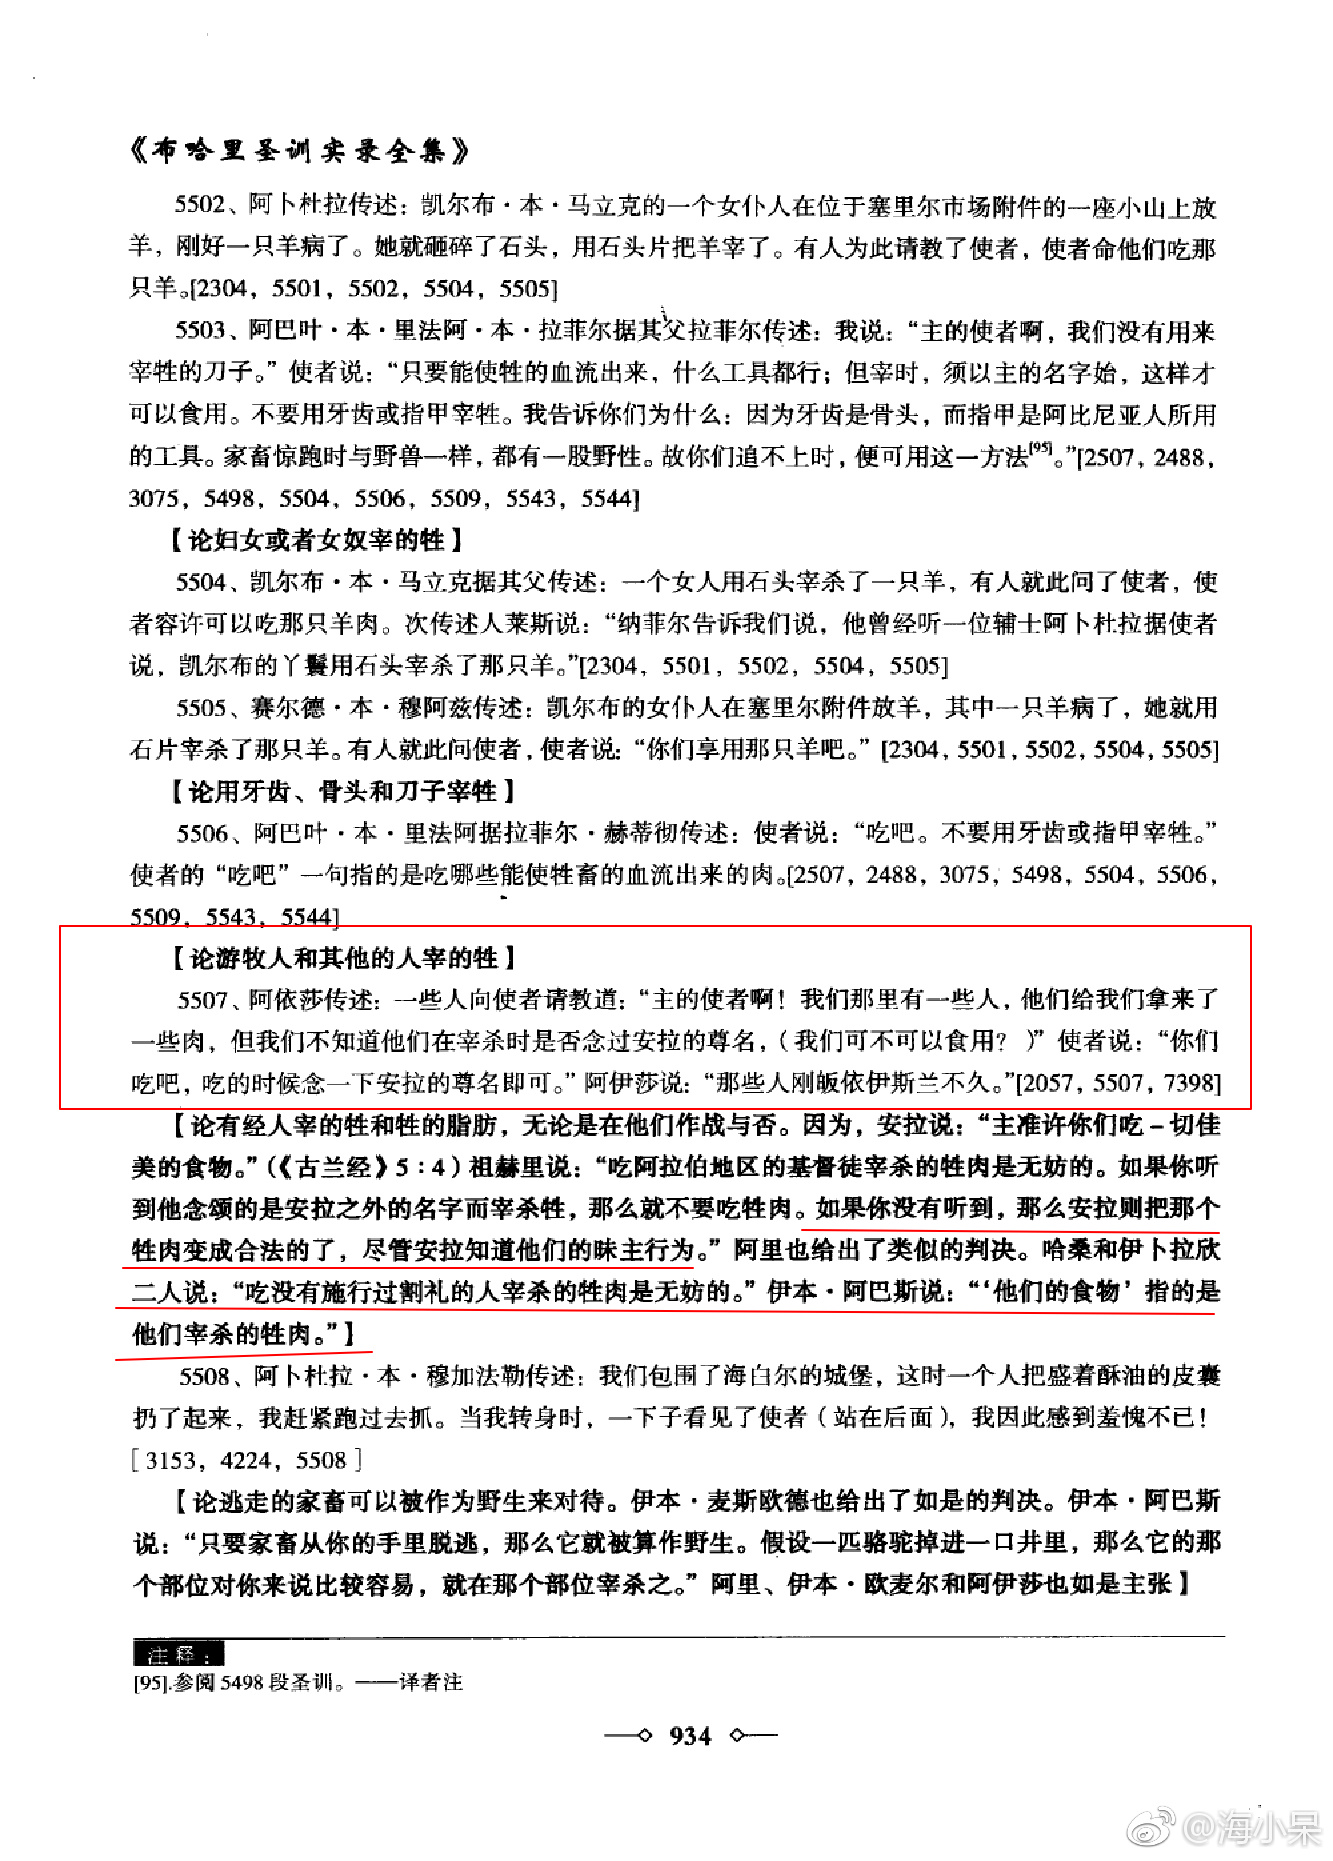 《布哈里圣训实录全集》
5502、阿卜杜拉传述：凯尔布·本·马立克的一个女仆人在位于塞里尔市场附件的一座小山上放
羊，刚好一只羊病了。她就砸碎了石头，用石头片把羊宰了。有人为此请教了使者，使者命他们吃那
只羊。[2304，5501，5502，5504，5505]
5503、阿巴叶·本·里法阿·本·拉菲尔据其父拉菲尔传述：我说：“主的使者啊，我们没有用来
宰牲的刀子。”使者说：“只要能使牲的血流出来，什么工具都行；但宰时，须以主的名字始，这样才
可以食用。不要用牙齿或指甲宰牲。我告诉你们为什么：因为牙齿是骨头，而指甲是阿比尼亚人所用
的工具。家畜惊跑时与野兽一样，都有一股野性。故你们追不上时，便可用这一方法[95]。”[2507，2488，
3075，5498，5504，5506，5509，5543，5544]
【论妇女或者女奴宰的牲】
5504、凯尔布·本·马立克据其父传述：一个女人用石头宰杀了一只羊，有人就此问了使者，使
者容许可以吃那只羊肉。次传述人莱斯说：“纳菲尔告诉我们说，他曾经听一位辅士阿卜杜拉据使者
说，凯尔布的丫鬟用石头宰杀了那只羊。”[2304，5501，5502，5504，5505]
5505、赛尔德·本·穆阿兹传述：凯尔布的女仆人在塞里尔附件放羊，其中一只羊病了，她就用
石片宰杀了那只羊。有人就此问使者，使者说：“你们享用那只羊吧。”[2304，5501，5502，5504，5505]
【论用牙齿、骨头和刀子宰牲】
5506、阿巴叶·本·里法阿据拉菲尔·赫蒂彻传述：使者说：“吃吧。不要用牙齿或指甲宰牲。”
使者的“吃吧”一句指的是吃哪些能使牲畜的血流出来的肉。[2507，2488，3075，5498，5504，5506，
5509，5543，5544]
【论游牧人和其他的人宰的牲】
5507、阿依莎传述：一些人向使者请教道：“主的使者啊！我们那里有一些人，他们给我们拿来了
一些肉，但我们不知道他们在宰杀时是否念过安拉的尊名，（我们可不可以食用？）”使者说：“你们
吃吧，吃的时候念一下安拉的尊名即可。”阿伊莎说：“那些人刚皈依伊斯兰不久。”[2057，5507，7398]
【论有经人宰的牲和牲的脂肪，无论是在他们作战与否。因为，安拉说：“主准许你们吃一切佳
美的食物。”（《古兰经》5：4）祖赫里说：“吃阿拉伯地区的基督徒宰杀的牲肉是无妨的。如果你听
到他念颂的是安拉之外的名字而宰杀牲，那么就不要吃牲肉。如果你没有听到，那么安拉则把那个
牲肉变成合法的了，尽管安拉知道他们的昧主行为。”阿里也给出了类似的判决。哈桑和伊卜拉欣
二人说：“吃没有施行过割礼的人宰杀的牲肉是无妨的。”伊本·阿巴斯说：“‘他们的食物’指的是
他们宰杀的牲肉。”】
5508、阿卜杜拉·本·穆加法勒传述：我们包围了海白尔的城堡，这时一个人把盛着酥油的皮囊
扔了起来，我赶紧跑过去抓。当我转身时，一下子看见了使者（站在后面），我因此感到羞愧不已！
[3153，4224，5508]
【论逃走的家畜可以被作为野生来对待。伊本·麦斯欧德也给出了如是的判决。伊本·阿巴斯
说：“只要家畜从你的手里脱逃，那么它就被算作野生。假设一匹骆驼掉进一口井里，那么它的那
个部位对你来说比较容易，就在那个部位宰杀之。”阿里、伊本·欧麦尔和阿伊莎也如是主张】
注释：
[95].参阅5498段圣训。——译者注
934
@海小呆